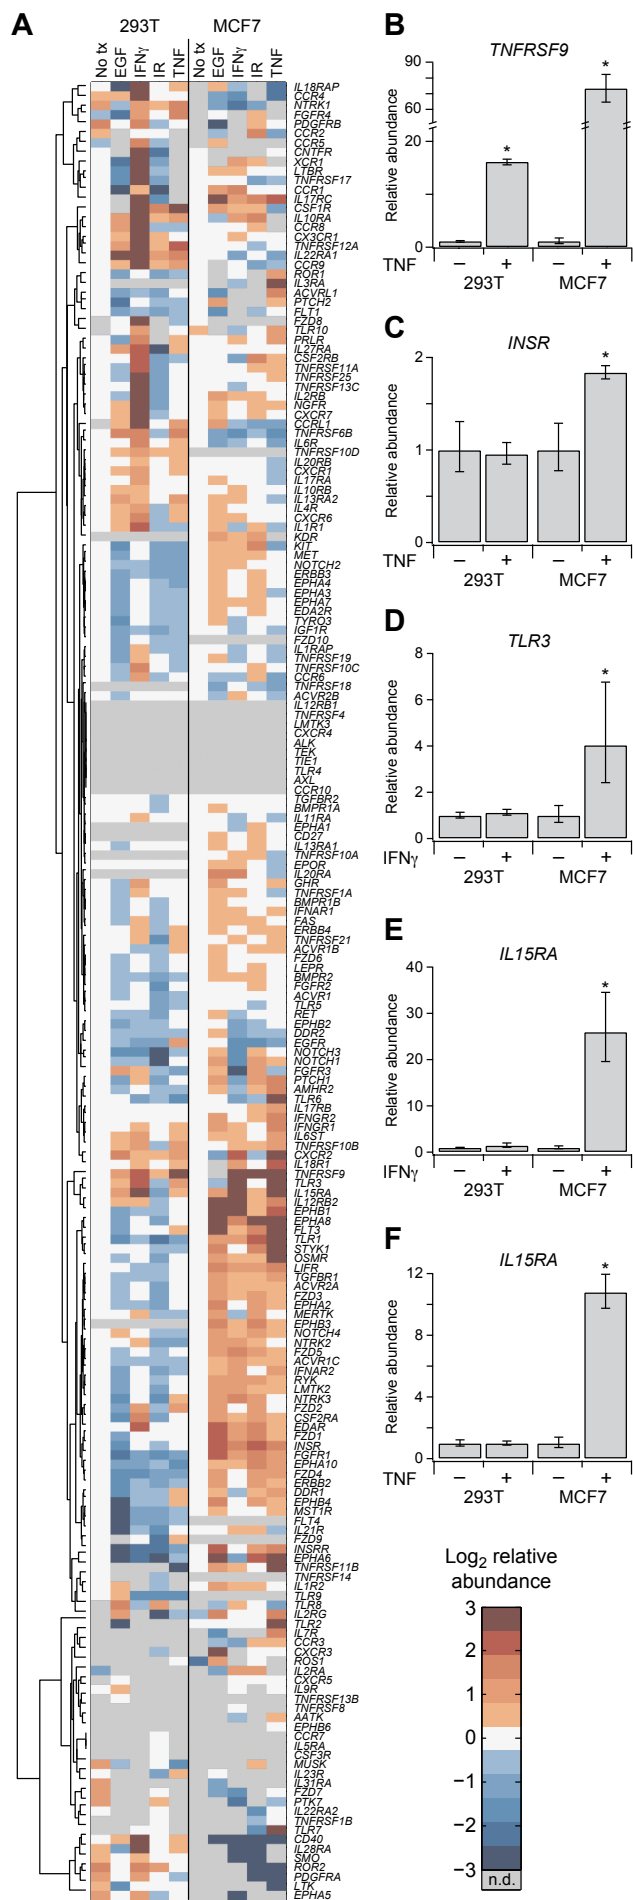 A
293T
MCF7
No tx
EGF
IFNγ
IR
TNF
No tx
EGF
IFNγ
IR
TNF
IL18RAP
CCR4
NTRK1
FGFR4
PDGFRB
CCR2
CCR5
CNTFR
XCR1
LTBR
TNFRSF17
CCR1
IL17RC
CSF1R
IL10RA
CCR8
CX3CR1
TNFRSF12A
IL22RA1
CCR9
ROR1
IL3RA
ACVRL1
PTCH2
FLT1
FZD8
TLR10
PRLR
IL27RA
CSF2RB
TNFRSF11A
TNFRSF25
TNFRSF13C
IL2RB
NGFR
CXCR7
CCRL1
TNFRSF6B
IL6R
TNFRSF10D
IL20RB
CXCR1
IL17RA
IL10RB
IL13RA2
IL4R
CXCR6
IL1R1
KDR
KIT
MET
NOTCH2
ERBB3
EPHA4
EPHA3
EPHA7
EDA2R
TYRO3
IGF1R
FZD10
IL1RAP
TNFRSF19
TNFRSF10C
CCR6
TNFRSF18
ACVR2B
IL12RB1
TNFRSF4
LMTK3
CXCR4
ALK
TEK
TIE1
TLR4
AXL
CCR10
TGFBR2
BMPR1A
IL11RA
EPHA1
CD27
IL13RA1
TNFRSF10A
EPOR
IL20RA
GHR
TNFRSF1A
BMPR1B
IFNAR1
FAS
ERBB4
TNFRSF21
ACVR1B
FZD6
LEPR
BMPR2
FGFR2
ACVR1
TLR5
RET
EPHB2
DDR2
EGFR
NOTCH3
NOTCH1
FGFR3
PTCH1
AMHR2
TLR6
IL17RB
IFNGR2
IFNGR1
IL6ST
TNFRSF10B
CXCR2
IL18R1
TNFRSF9
TLR3
IL15RA
IL12RB2
EPHB1
EPHA8
FLT3
TLR1
STYK1
OSMR
LIFR
TGFBR1
ACVR2A
FZD3
EPHA2
MERTK
EPHB3
NOTCH4
NTRK2
FZD5
ACVR1C
IFNAR2
RYK
LMTK2
NTRK3
FZD2
CSF2RA
EDAR
FZD1
INSR
FGFR1
EPHA10
FZD4
ERBB2
DDR1
EPHB4
MST1R
FLT4
IL21R
FZD9
INSRR
EPHA6
TNFRSF11B
TNFRSF14
IL1R2
TLR9
TLR8
IL2RG
TLR2
IL7R
CCR3
CXCR3
ROS1
IL2RA
CXCR5
IL9R
TNFRSF13B
TNFRSF8
AATK
EPHB6
CCR7
IL5RA
CSF3R
MUSK
IL23R
IL31RA
FZD7
PTK7
IL22RA2
TNFRSF1B
TLR7
CD40
IL28RA
SMO
ROR2
PDGFRA
LTK
EPHA5
B
TNFRSF9
Relative abundance
90
60
20
0
*
*
TNF
− + − +
293T MCF7
C
INSR
Relative abundance
2
1
0
*
TNF
− + − +
293T MCF7
D
TLR3
Relative abundance
8
6
4
2
0
*
IFNγ
− + − +
293T MCF7
E
IL15RA
Relative abundance
40
30
20
10
0
*
IFNγ
− + − +
293T MCF7
F
IL15RA
Relative abundance
12
8
4
0
*
TNF
− + − +
293T MCF7
Log2 relative
abundance
3
2
1
0
−1
−2
−3
n.d.